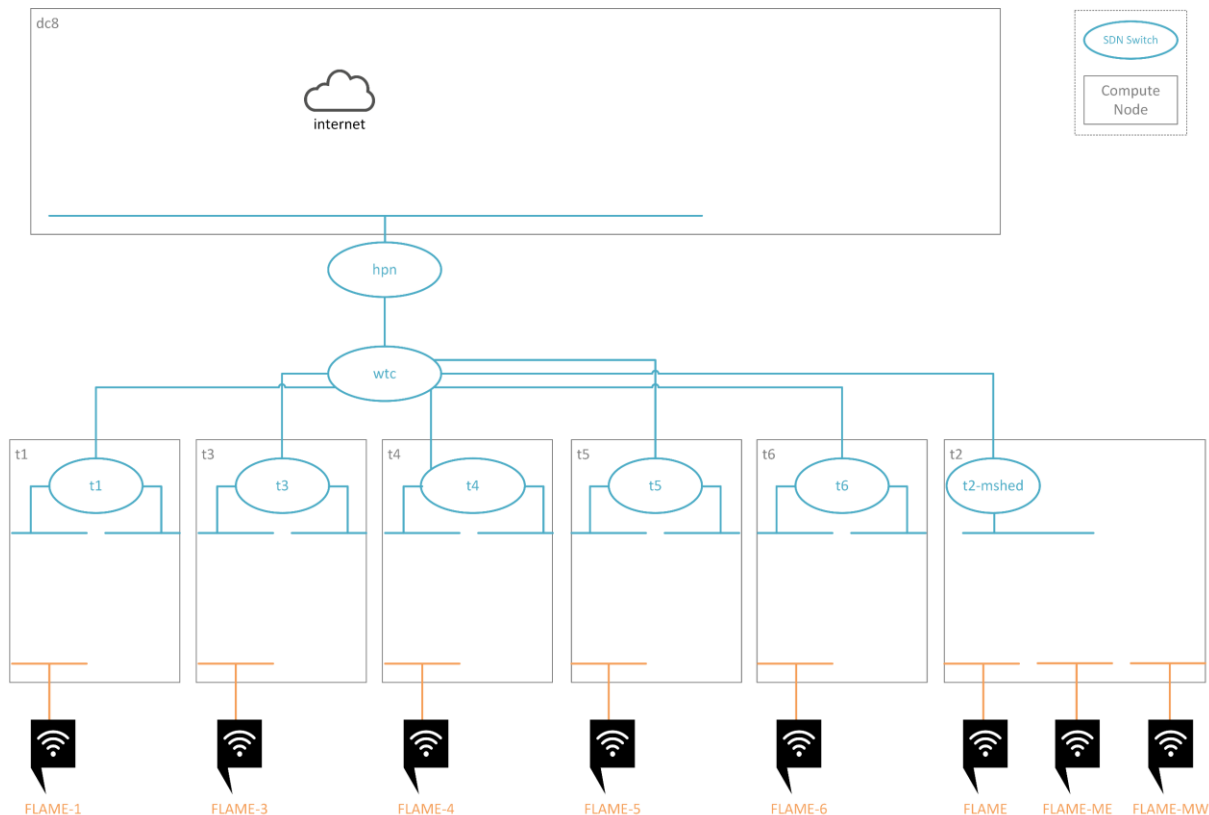 dc8
SDN Switch
Compute
Node
internet
hpn
wtc
t1
t3
t4
t5
t6
t2
t1
t3
t4
t5
t6
t2-mshed
FLAME-1
FLAME-3
FLAME-4
FLAME-5
FLAME-6
FLAME
FLAME-ME
FLAME-MW